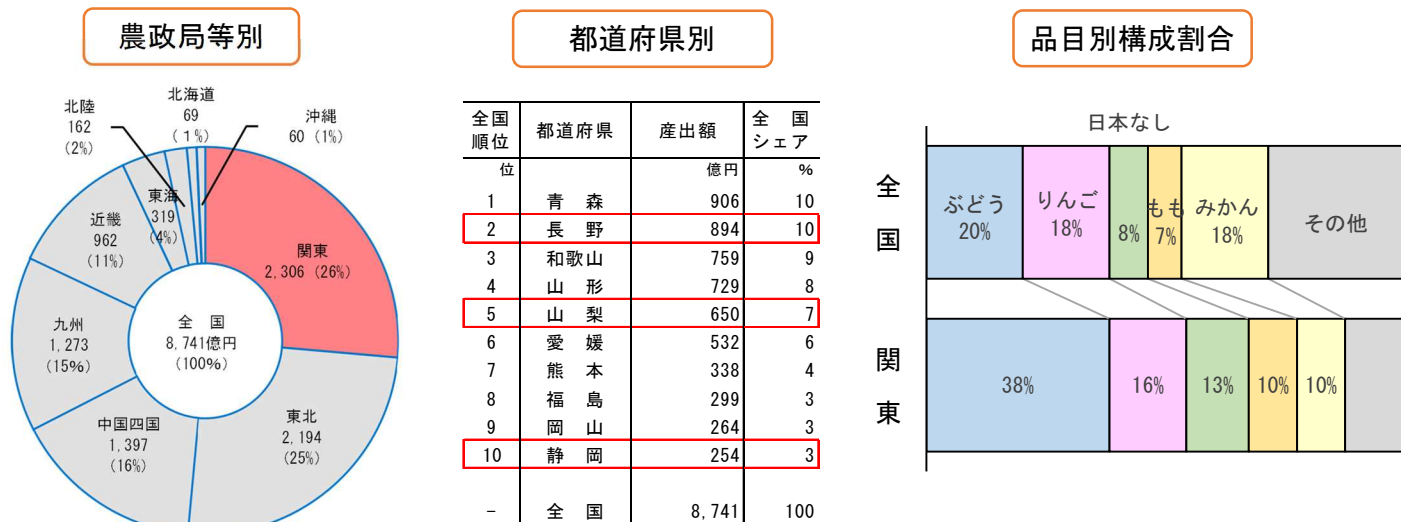 農政局等別
北海道
69
(1%)
北陸
162
(2%)
沖縄
60 (1%)
東海
319
(4%)
近畿
962
(11%)
関東
2,306 (26%)
九州
1,273
(15%)
全 国
8,741億円
(100%)
中国四国
1,397
(16%)
東北
2,194
(25%)
都道府県別
全国順位 都道府県 産出額 全国シェア
位 億円 %
1 青 森 906 10
2 長 野 894 10
3 和歌山 759 9
4 山 形 729 8
5 山 梨 650 7
6 愛 媛 532 6
7 熊 本 338 4
8 福 島 299 3
9 岡 山 264 3
10 静 岡 254 3
- 全 国 8,741 100
品目別構成割合
日本なし
全国
ぶどう
20%
りんご
18%
8%
もも
7%
みかん
18%
その他
関東
38% 16% 13% 10% 10%